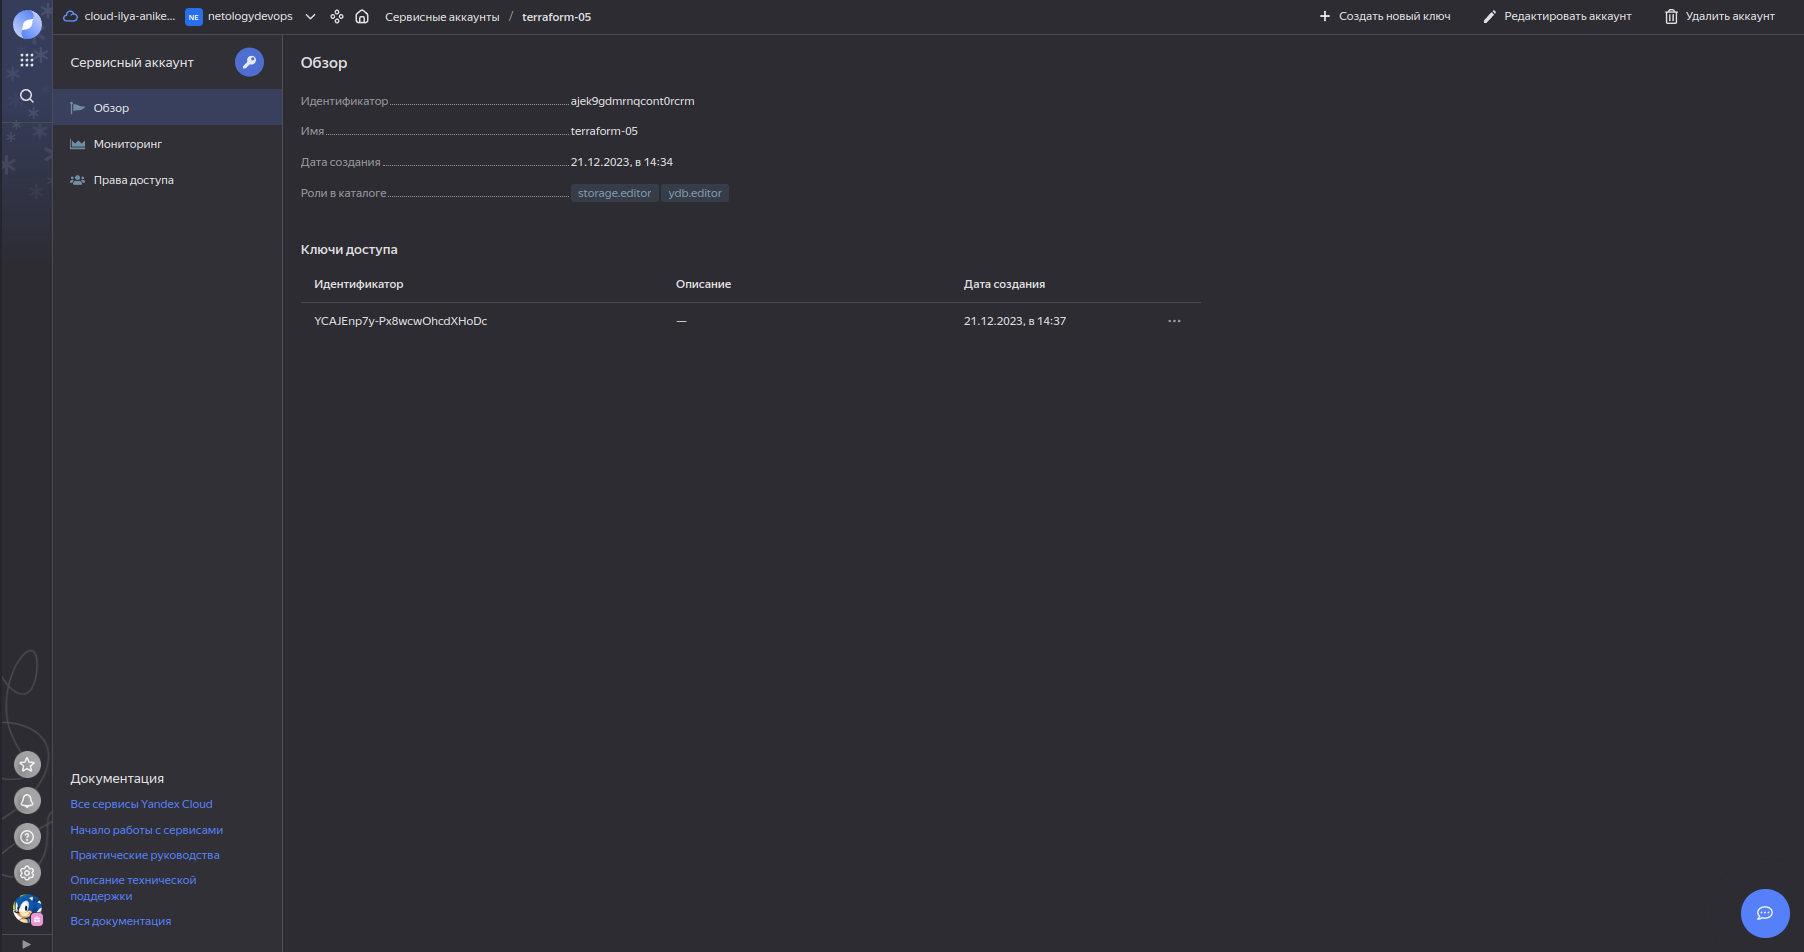 cloud-ilya-anike... NE netologydevops Сервисные аккаунты / terraform-05 Создать новый ключ Редактировать аккаунт Удалить аккаунт
Сервисный аккаунт
Обзор
Мониторинг
Права доступа
Обзор
Идентификатор ajek9gdmrnqcont0rcrm
Имя terraform-05
Дата создания 21.12.2023, в 14:34
Роли в каталоге storage.editor ydb.editor
Ключи доступа
Идентификатор Описание Дата создания
YCAJEnp7y-Px8wcwOhcdXHoDc — 21.12.2023, в 14:37 ...
Документация
Все сервисы Yandex Cloud
Начало работы с сервисами
Практические руководства
Описание технической
поддержки
Вся документация